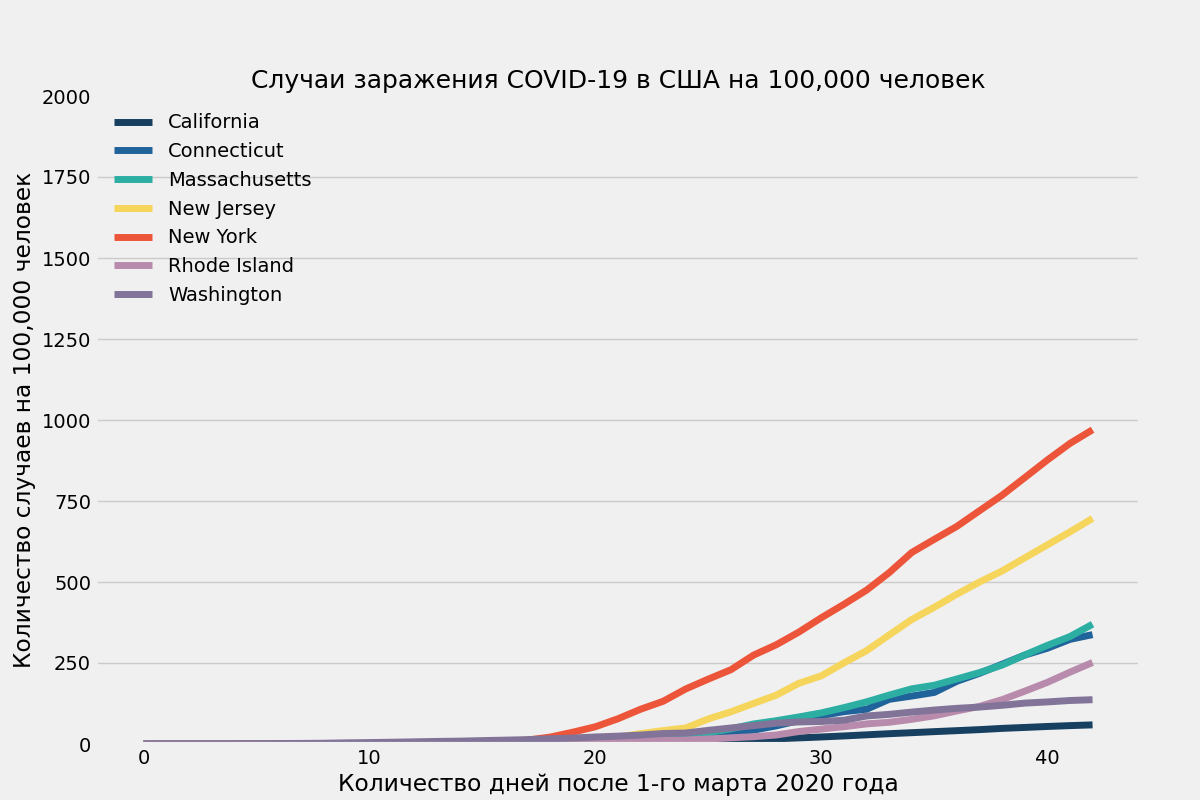 Случаи заражения COVID-19 в США на 100,000 человек
2000
1750
1500
1250
1000
750
500
250
0
Количество случаев на 100,000 человек
California
Connecticut
Massachusetts
New Jersey
New York
Rhode Island
Washington
0 10 20 30 40
Количество дней после 1-го марта 2020 года